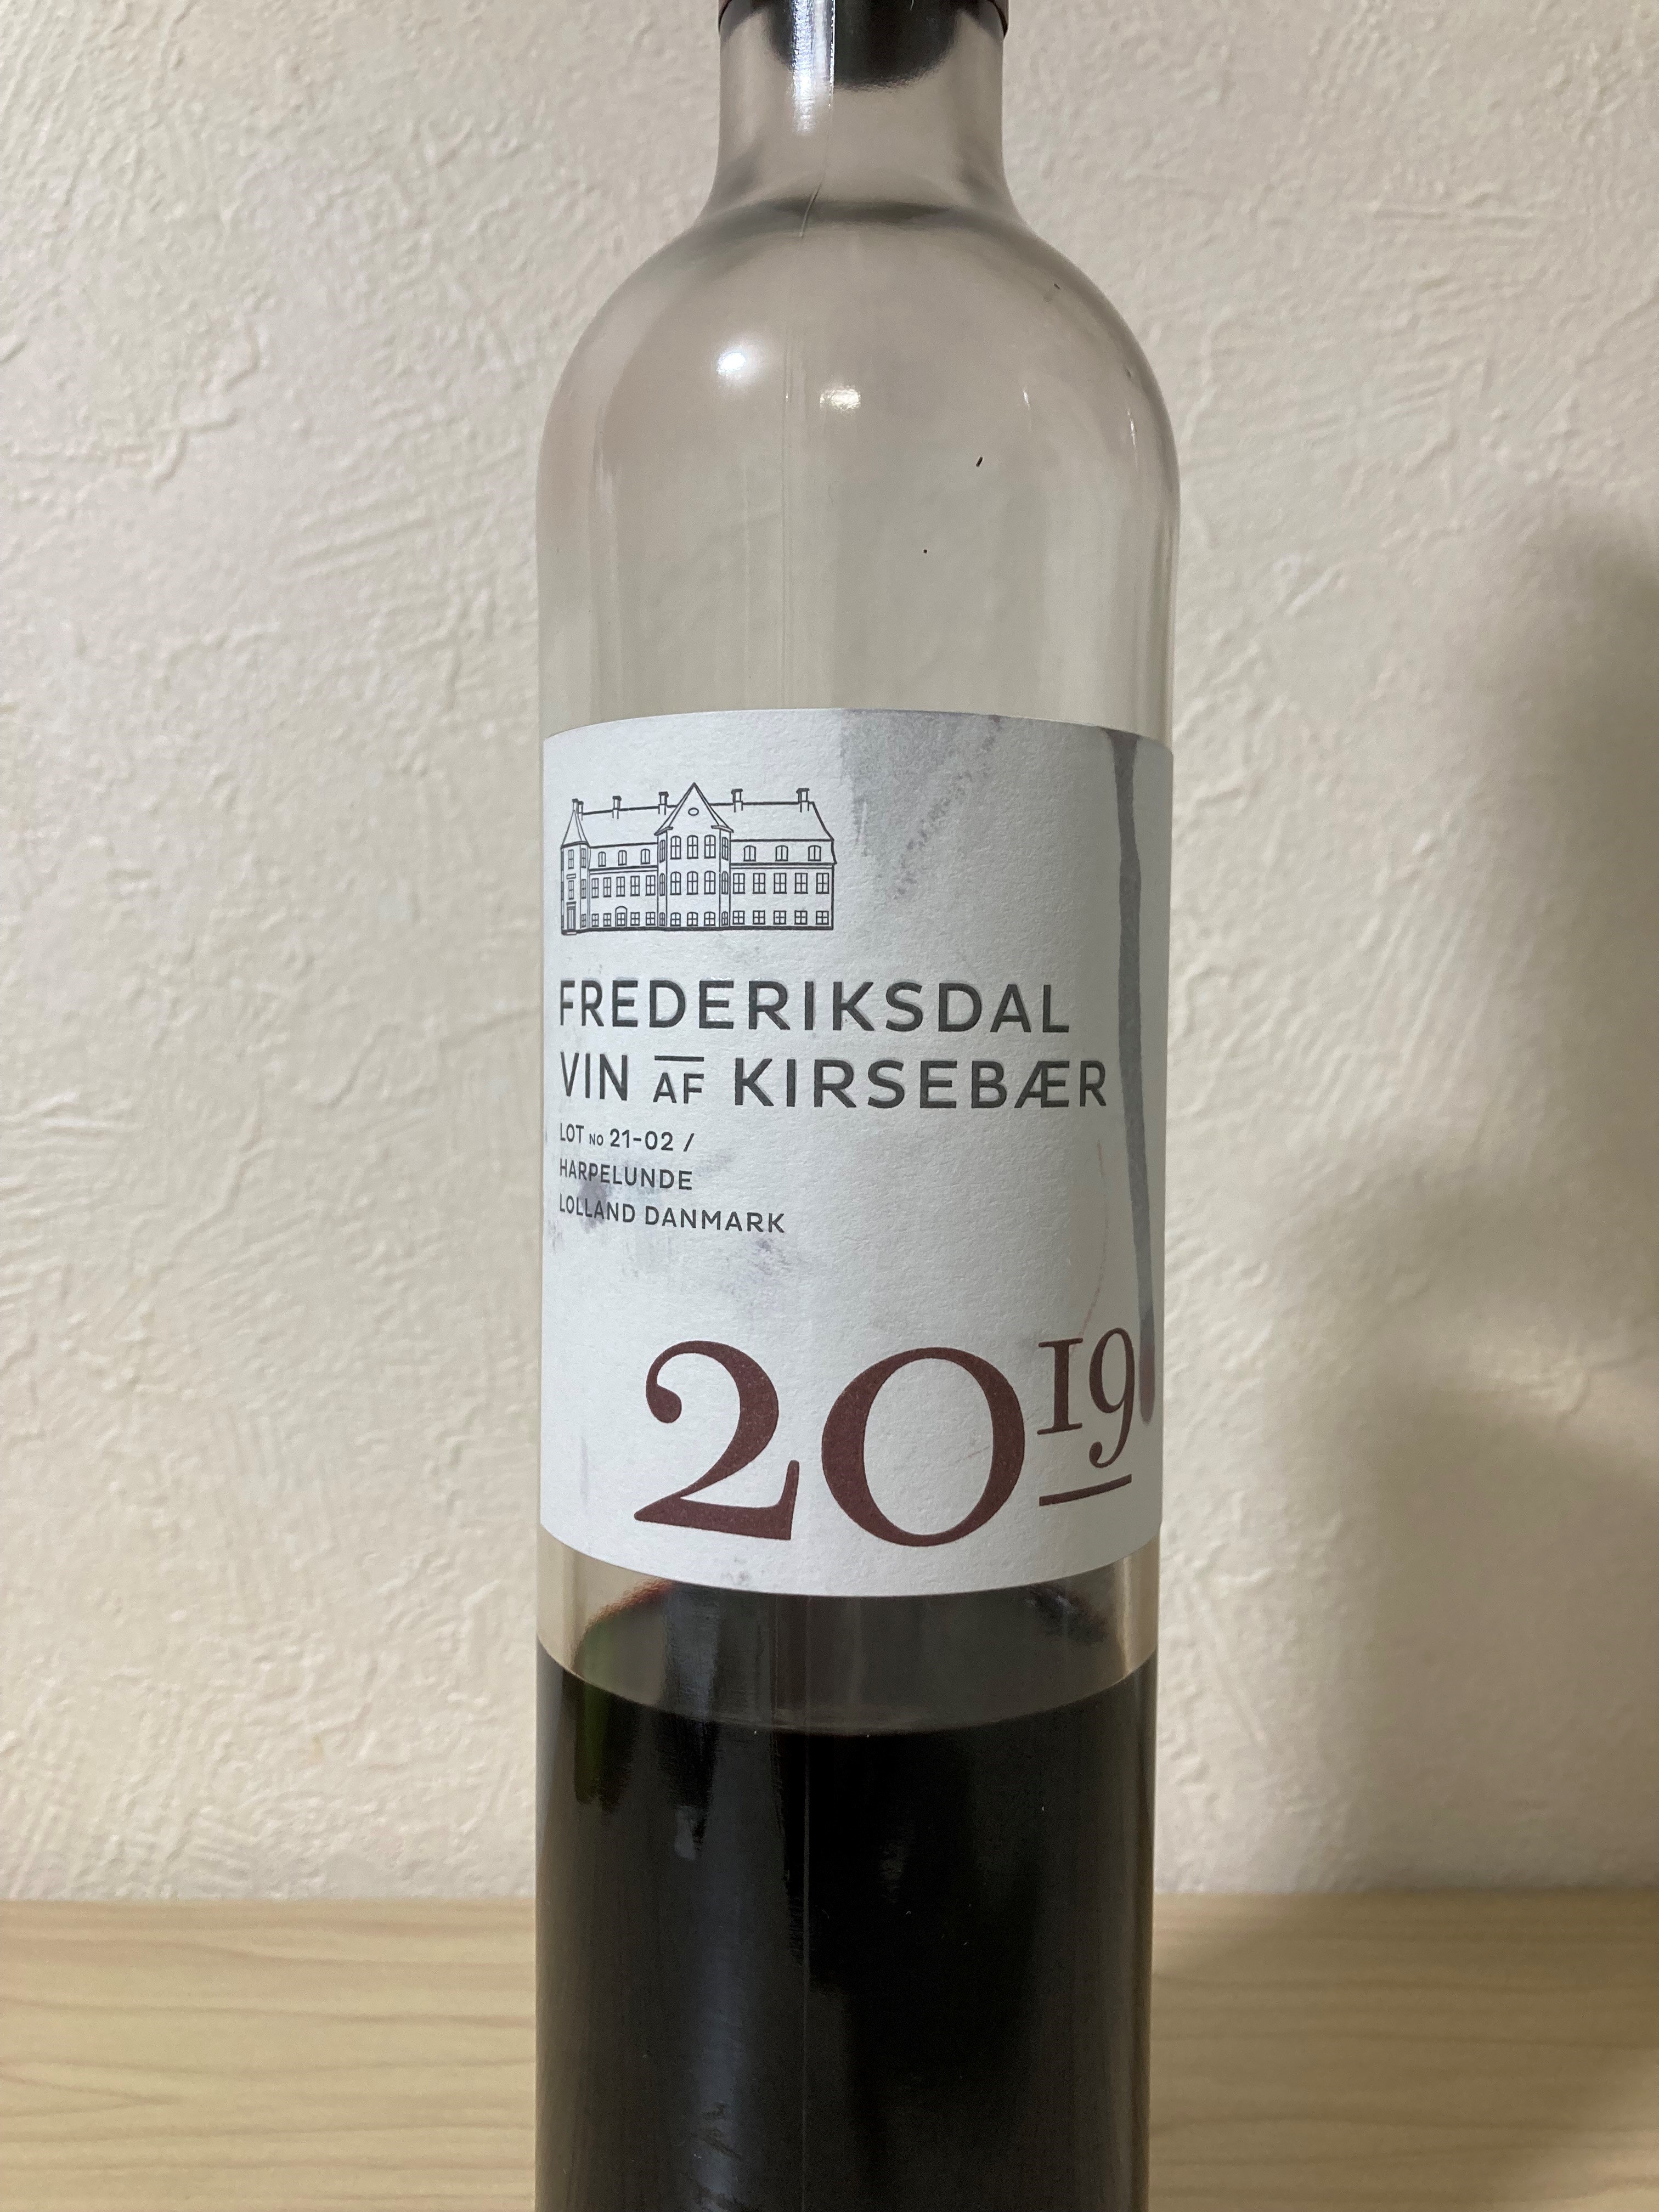 FREDERIKSDAL
VIN AF KIRSEBÆR
LOT NO 21-02 /
HARPELUNDE
LOLLAND DANMARK
2019